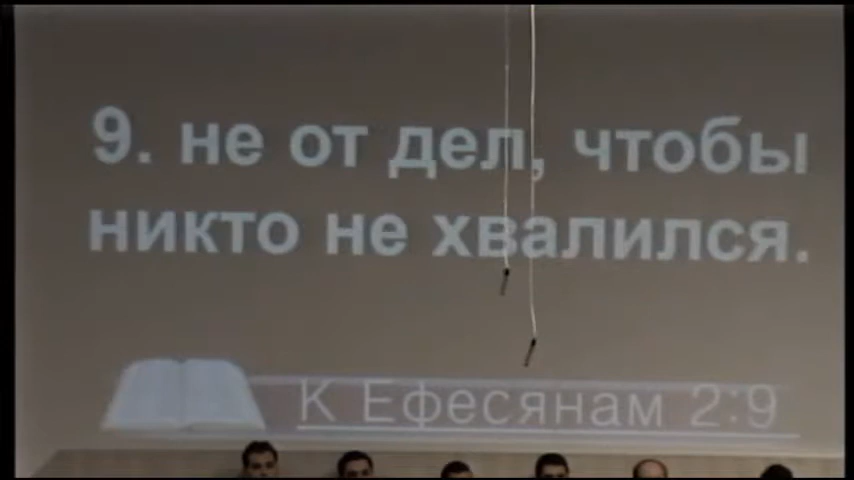 9. не от дел, чтобы
никто не хвалился.
К Ефесянам 2:9